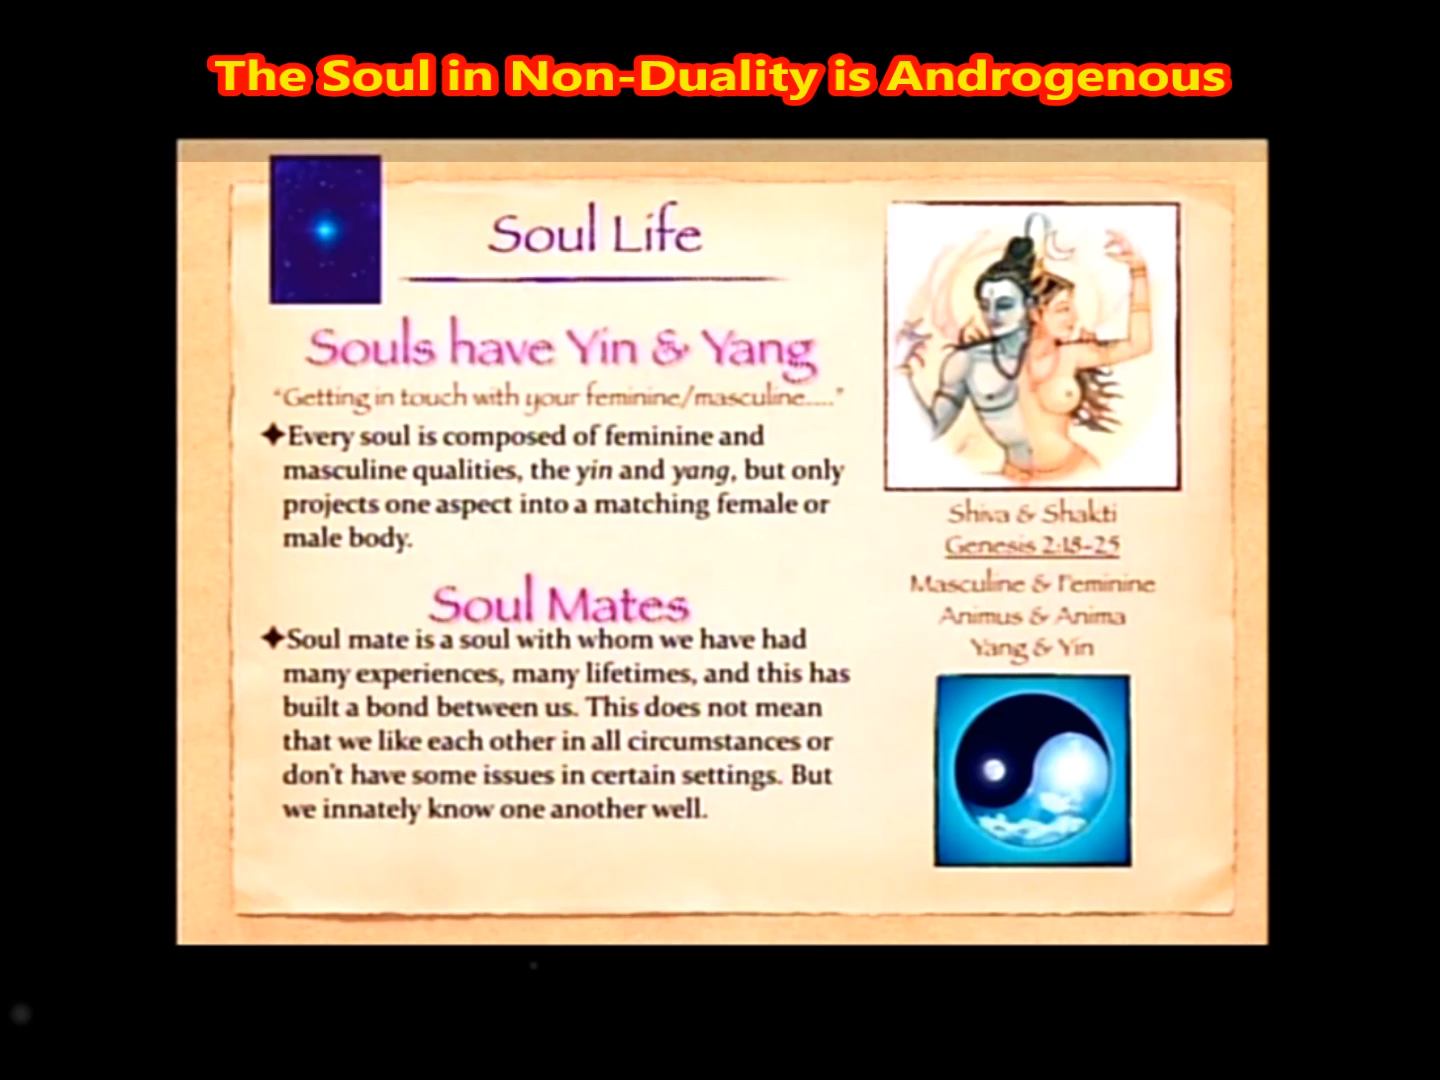 The Soul in Non-Duality is Androgenous
Soul Life
Souls have Yin & Yang
"Getting in touch with your feminine/masculine...."
✦Every soul is composed of feminine and
masculine qualities, the yin and yang, but only
projects one aspect into a matching female or
male body.
Soul Mates
✦Soul mate is a soul with whom we have had
many experiences, many lifetimes, and this has
built a bond between us. This does not mean
that we like each other in all circumstances or
don't have some issues in certain settings. But
we innately know one another well.
Shiva & Shakti
Genesis 2:18-25
Masculine & Feminine
Animus & Anima
Yang & Yin